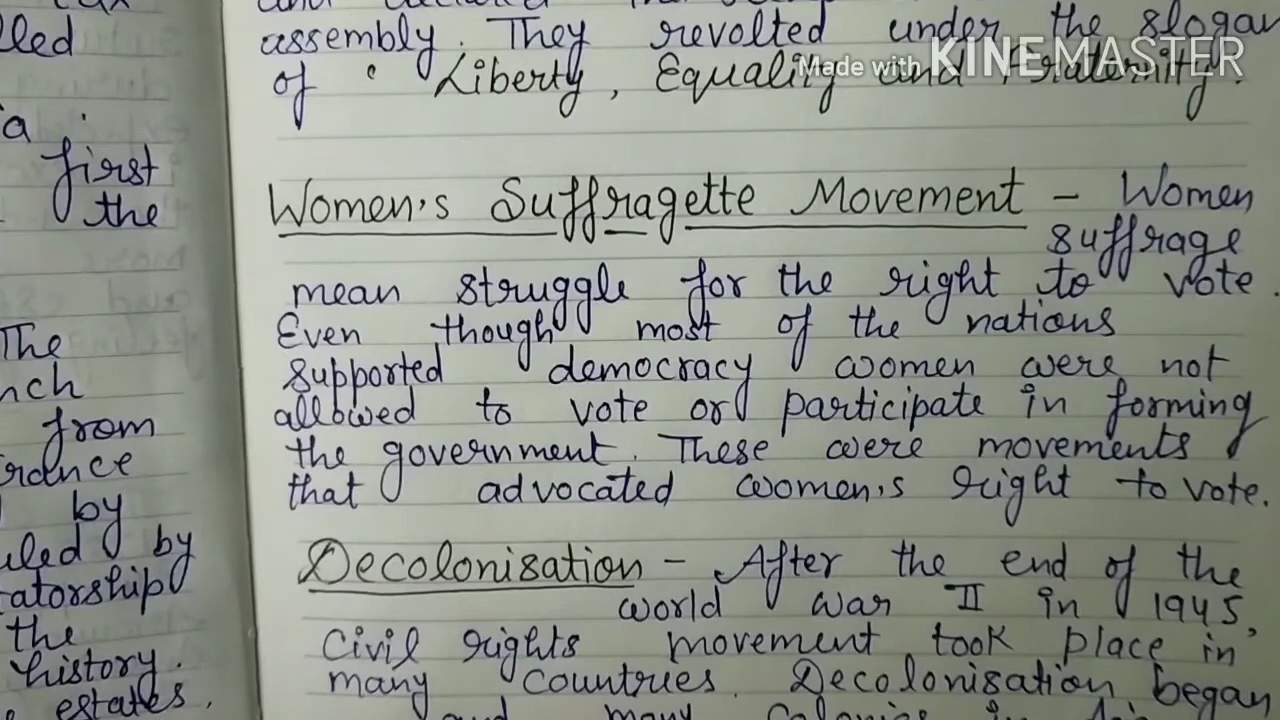 lled
a
first
the
The
nch
from
by
by
atorship
the
history.
estates,
assembly. They revolted under the slogan
of " Liberty, Equality and Fraternity.
Made with KINEMASTER
Women's Suffragette Movement - Women
suffrage
mean struggle for the right to vote.
Even though most of the nations
supported democracy women were not
allowed to vote or participate in forming
the government. These were movements
that advocated women's right to vote.
Decolonisation - After the end of the
world war II in 1945,
Civil rights movement took place in
many countries. Decolonisation began